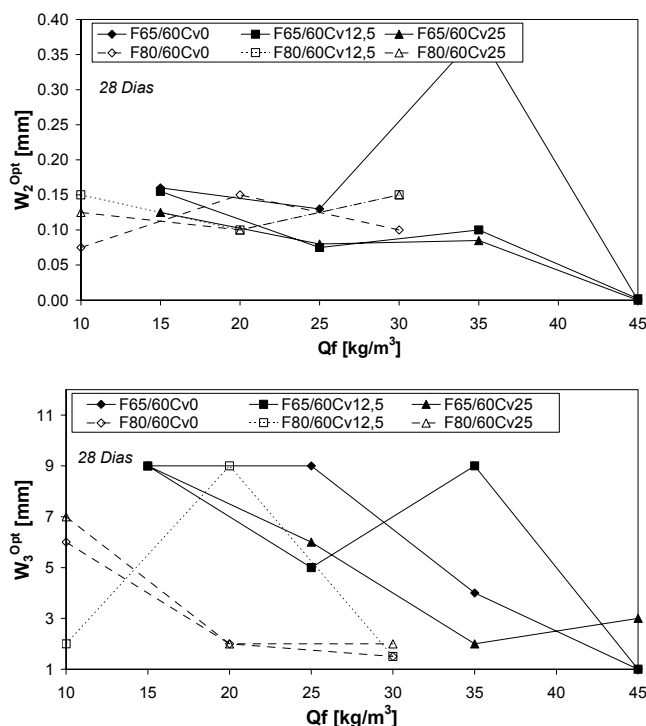 F65/60Cv0 F65/60Cv12,5 F65/60Cv25
F80/60Cv0 F80/60Cv12,5 F80/60Cv25
28 Dias
W₂ᴼᵖᵗ [mm]
0.40
0.35
0.30
0.25
0.20
0.15
0.10
0.05
0.00
10 15 20 25 30 35 40 45
Qf [kg/m³]
F65/60Cv0 F65/60Cv12,5 F65/60Cv25
F80/60Cv0 F80/60Cv12,5 F80/60Cv25
28 Dias
W₃ᴼᵖᵗ [mm]
11
9
7
5
3
1
10 15 20 25 30 35 40 45
Qf [kg/m³]